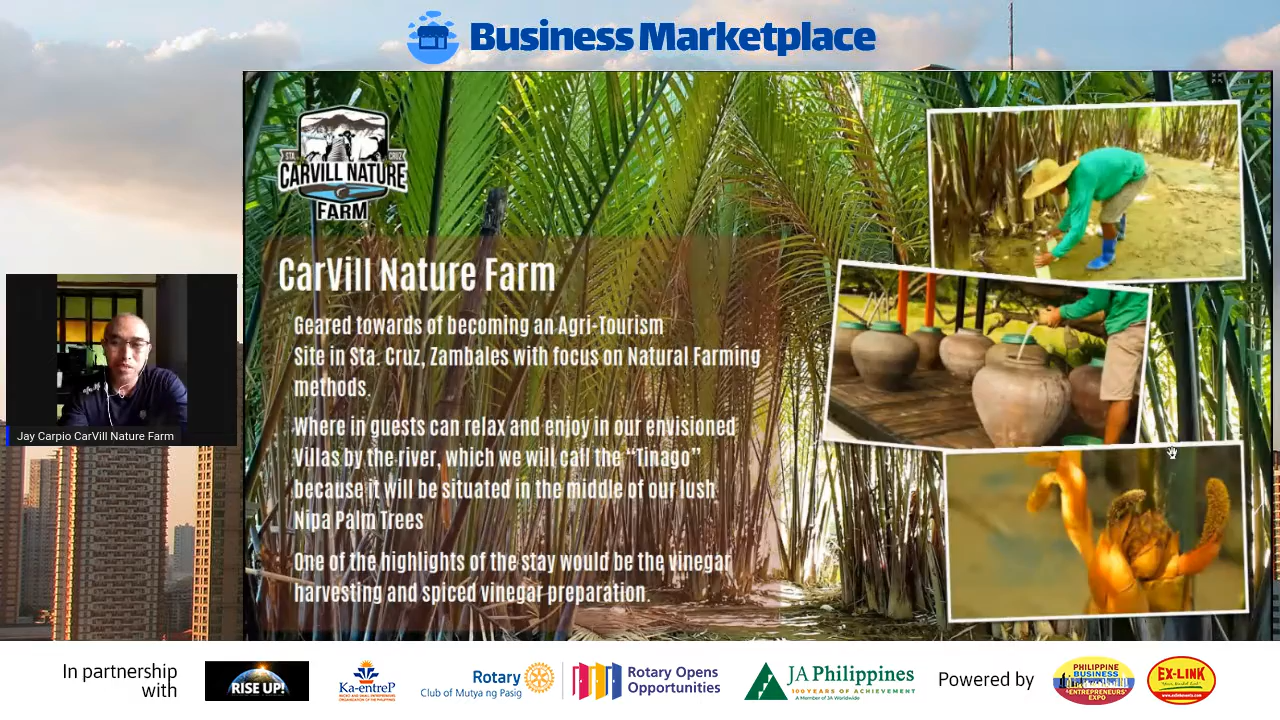 Business Marketplace
STA. CRUZ
CARVILL NATURE
FARM
CarVill Nature Farm
Geared towards of becoming an Agri-Tourism
Site in Sta. Cruz, Zambales with focus on Natural Farming
methods.
Where in guests can relax and enjoy in our envisioned
Villas by the river, which we will call the “Tinago”
because it will be situated in the middle of our lush
Nipa Palm Trees
One of the highlights of the stay would be the vinegar
harvesting and spiced vinegar preparation.
Jay Carpio CarVill Nature Farm
In partnership
with
RISE UP!
Ka-entreP
Rotary
Club of Mutya ng Pasig
Rotary Opens
Opportunities
JA Philippines
100 YEARS OF ACHIEVEMENT
A Member of JA Worldwide
Powered by
PHILIPPINE
BUSINESS
&ENTREPRENEURS'
EXPO
EX-LINK